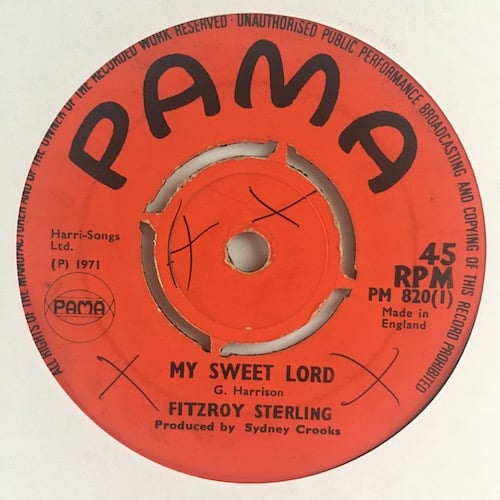 ALL RIGHTS OF THE MANUFACTURER AND OF THE OWNER OF THE RECORDED WORK RESERVED · UNAUTHORISED PUBLIC PERFORMANCE BROADCASTING AND COPYING OF THIS RECORD PROHIBITED
PAMA
Harri-Songs
Ltd.
(P) 1971
PAMA
45
RPM
PM 820(1)
Made in
England
MY SWEET LORD
G. Harrison
FITZROY STERLING
Produced by Sydney Crooks